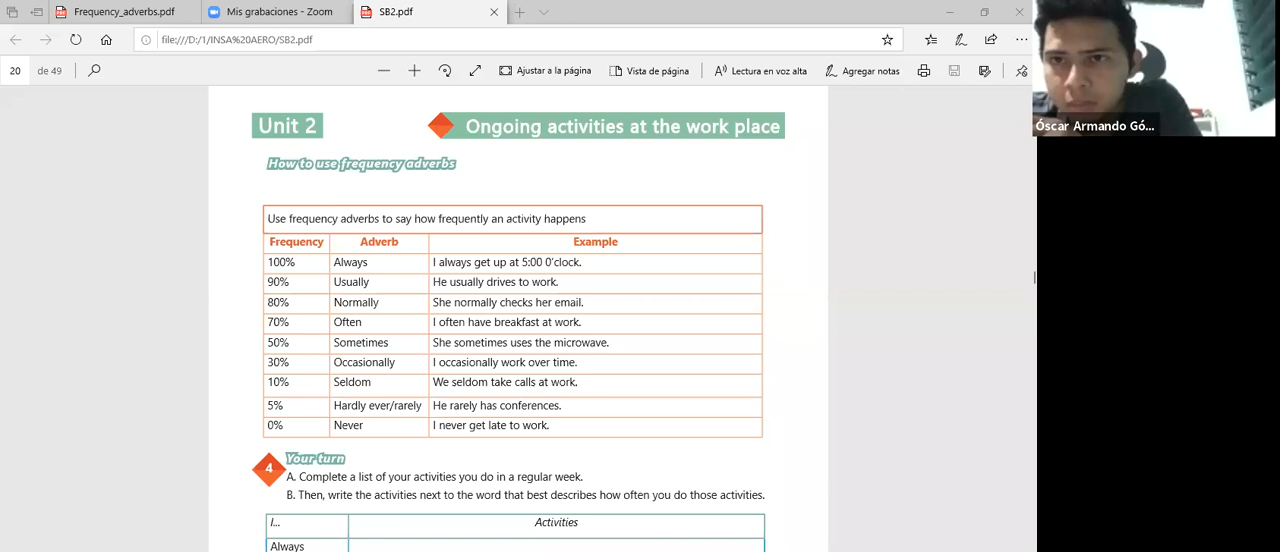 Frequency_adverbs.pdf Mis grabaciones - Zoom SB2.pdf
file:///D:/1/INSA%20AERO/SB2.pdf
20 de 49 Ajustar a la página Vista de página Lectura en voz alta Agregar notas
Óscar Armando Gó...
Unit 2 Ongoing activities at the work place
How to use frequency adverbs
Use frequency adverbs to say how frequently an activity happens
Frequency Adverb Example
100% Always I always get up at 5:00 0'clock.
90% Usually He usually drives to work.
80% Normally She normally checks her email.
70% Often I often have breakfast at work.
50% Sometimes She sometimes uses the microwave.
30% Occasionally I occasionally work over time.
10% Seldom We seldom take calls at work.
5% Hardly ever/rarely He rarely has conferences.
0% Never I never get late to work.
4 Your turn
A. Complete a list of your activities you do in a regular week.
B. Then, write the activities next to the word that best describes how often you do those activities.
I... Activities
Always